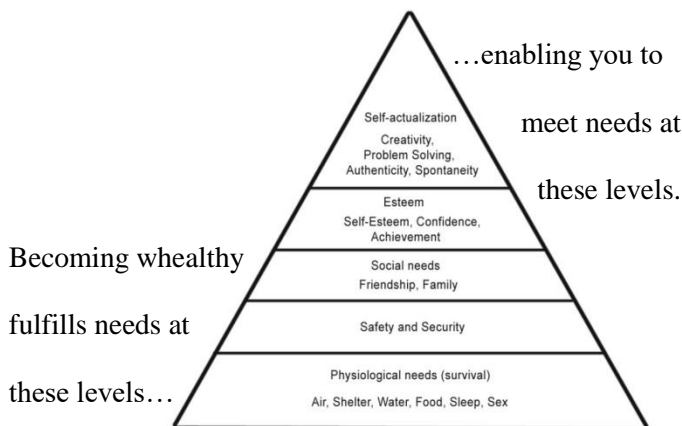 …enabling you to
meet needs at
these levels.
Self-actualization
Creativity,
Problem Solving,
Authenticity, Spontaneity
Esteem
Self-Esteem, Confidence,
Achievement
Becoming whealthy
fulfills needs at
these levels…
Social needs
Friendship, Family
Safety and Security
Physiological needs (survival)
Air, Shelter, Water, Food, Sleep, Sex